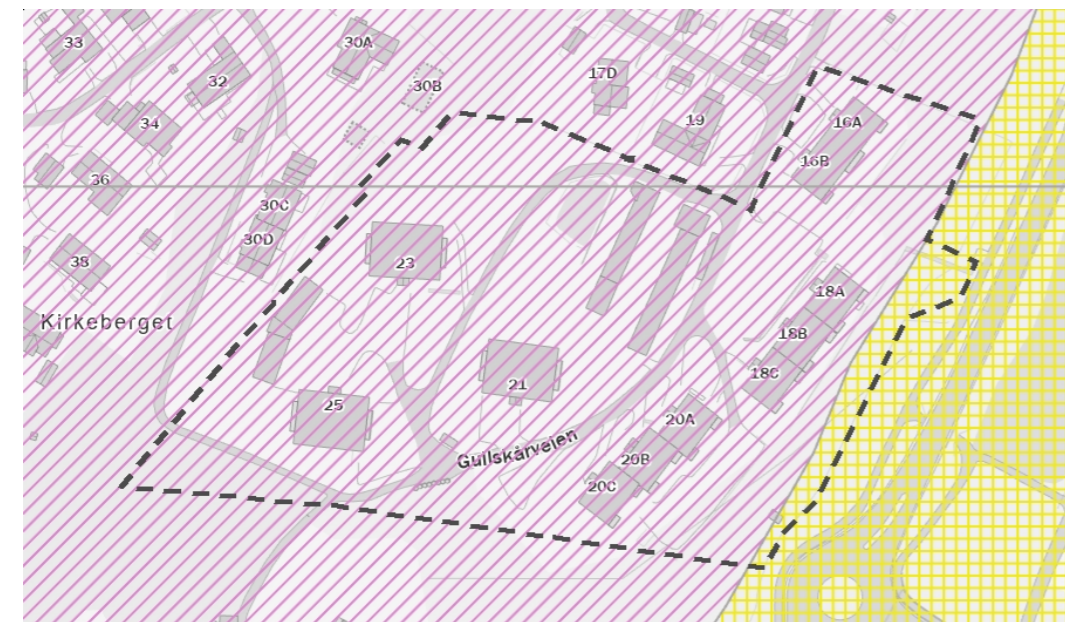 33
30A
32
30B
17D
34
19
16A
16B
36
30C
30D
38
23
18A
Kirkeberget
18B
18C
21
25
20A
Gullskårveien
20B
20C